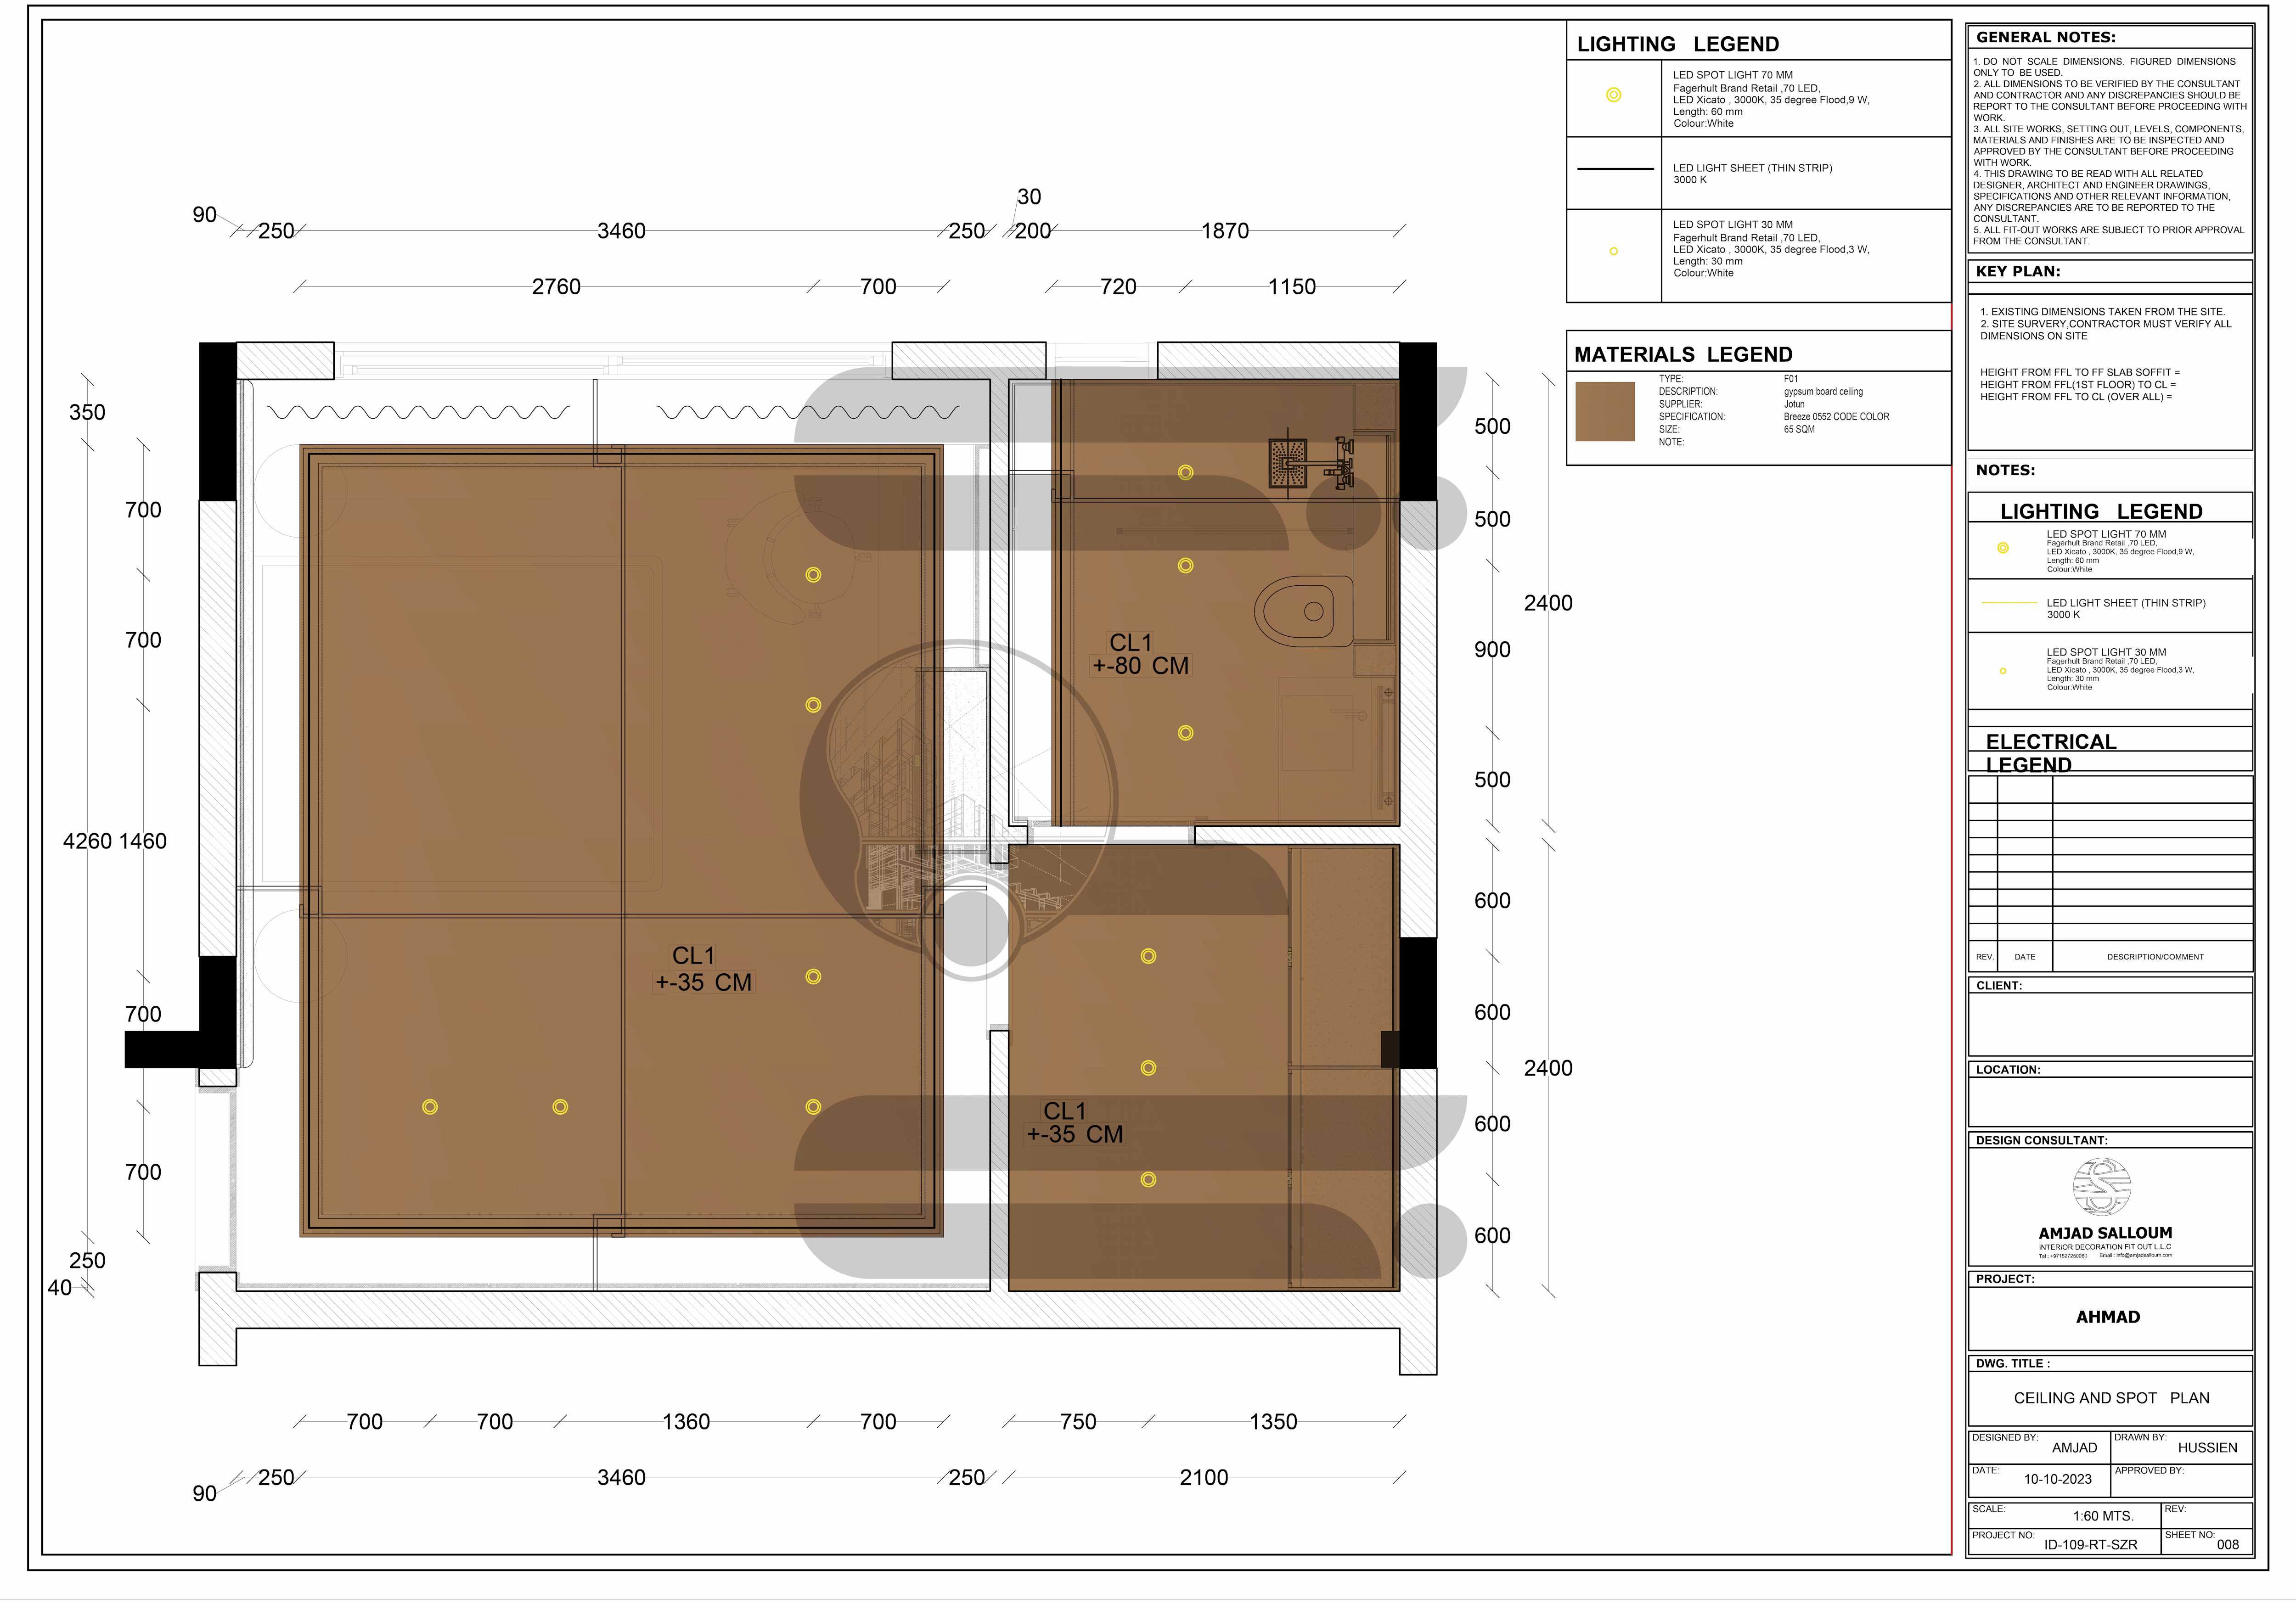 LIGHTING LEGEND
LED SPOT LIGHT 70 MM
Fagerhult Brand Retail ,70 LED,
LED Xicato , 3000K, 35 degree Flood,9 W,
Length: 60 mm
Colour:White
LED LIGHT SHEET (THIN STRIP)
3000 K
LED SPOT LIGHT 30 MM
Fagerhult Brand Retail ,70 LED,
LED Xicato , 3000K, 35 degree Flood,3 W,
Length: 30 mm
Colour:White
MATERIALS LEGEND
TYPE: F01
DESCRIPTION: gypsum board ceiling
SUPPLIER: Jotun
SPECIFICATION: Breeze 0552 CODE COLOR
SIZE: 65 SQM
NOTE:
30
90 250 3460 250 200 1870
2760 700 720 1150
350
700
700
4260 1460
700
700
250
40
CL1
+-80 CM
CL1
+-35 CM
CL1
+-35 CM
500
500
2400
900
500
600
600
2400
600
600
700 700 1360 700 750 1350
90 250 3460 250 2100
GENERAL NOTES:
1. DO NOT SCALE DIMENSIONS. FIGURED DIMENSIONS
ONLY TO BE USED.
2. ALL DIMENSIONS TO BE VERIFIED BY THE CONSULTANT
AND CONTRACTOR AND ANY DISCREPANCIES SHOULD BE
REPORT TO THE CONSULTANT BEFORE PROCEEDING WITH
WORK.
3. ALL SITE WORKS, SETTING OUT, LEVELS, COMPONENTS,
MATERIALS AND FINISHES ARE TO BE INSPECTED AND
APPROVED BY THE CONSULTANT BEFORE PROCEEDING
WITH WORK.
4. THIS DRAWING TO BE READ WITH ALL RELATED
DESIGNER, ARCHITECT AND ENGINEER DRAWINGS,
SPECIFICATIONS AND OTHER RELEVANT INFORMATION,
ANY DISCREPANCIES ARE TO BE REPORTED TO THE
CONSULTANT.
5. ALL FIT-OUT WORKS ARE SUBJECT TO PRIOR APPROVAL
FROM THE CONSULTANT.
KEY PLAN:
1. EXISTING DIMENSIONS TAKEN FROM THE SITE.
2. SITE SURVERY,CONTRACTOR MUST VERIFY ALL
DIMENSIONS ON SITE
HEIGHT FROM FFL TO FF SLAB SOFFIT =
HEIGHT FROM FFL(1ST FLOOR) TO CL =
HEIGHT FROM FFL TO CL (OVER ALL) =
NOTES:
LIGHTING LEGEND
LED SPOT LIGHT 70 MM
Fagerhult Brand Retail ,70 LED,
LED Xicato , 3000K, 35 degree Flood,9 W,
Length: 60 mm
Colour:White
LED LIGHT SHEET (THIN STRIP)
3000 K
LED SPOT LIGHT 30 MM
Fagerhult Brand Retail ,70 LED,
LED Xicato , 3000K, 35 degree Flood,3 W,
Length: 30 mm
Colour:White
ELECTRICAL
LEGEND
REV. DATE DESCRIPTION/COMMENT
CLIENT:
LOCATION:
DESIGN CONSULTANT:
AMJAD SALLOUM
INTERIOR DECORATION FIT OUT L.L.C
Tel : +971527250060 Email : info@amjadsalloum.com
PROJECT:
AHMAD
DWG. TITLE :
CEILING AND SPOT PLAN
DESIGNED BY: AMJAD DRAWN BY: HUSSIEN
DATE: 10-10-2023 APPROVED BY:
SCALE: 1:60 MTS. REV:
PROJECT NO: ID-109-RT-SZR SHEET NO: 008